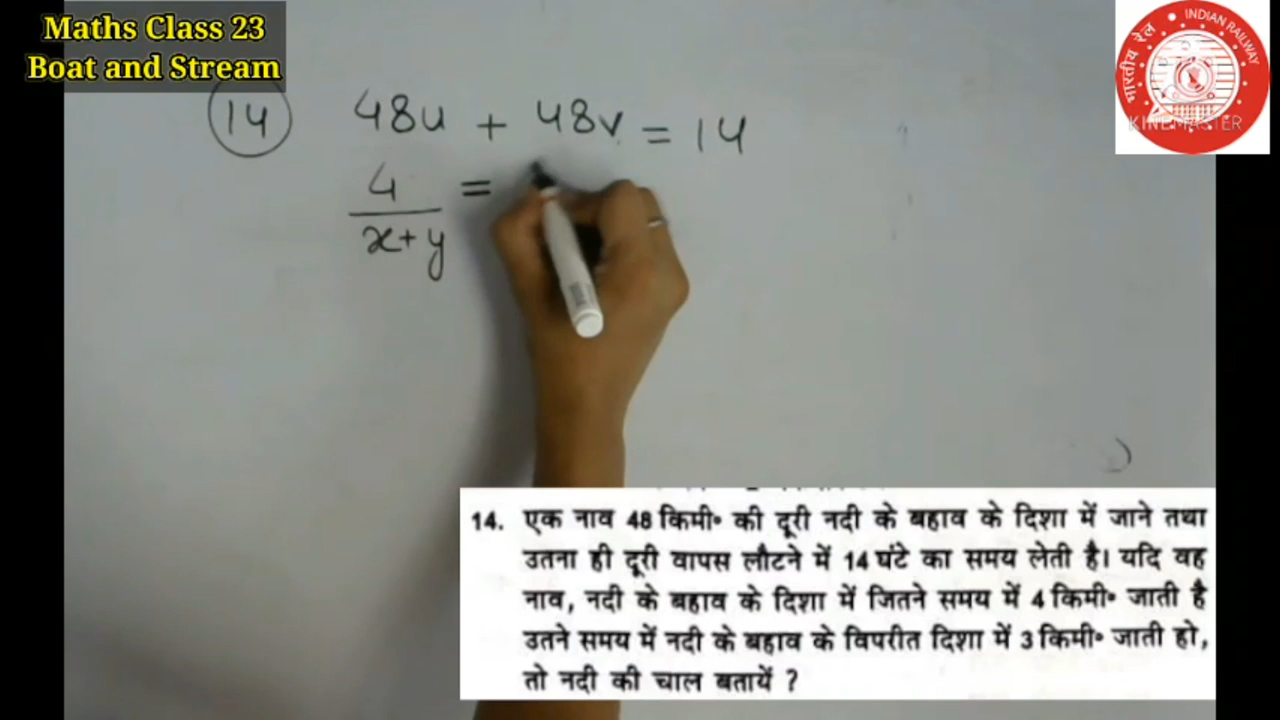 Maths Class 23
Boat and Stream
भारतीय रेल
INDIAN RAILWAY
KINEMASTER
14 48u + 48v = 14
4 =
x+y
14. एक नाव 48 किमी॰ की दूरी नदी के बहाव के दिशा में जाने तथा
उतना ही दूरी वापस लौटने में 14 घंटे का समय लेती है। यदि वह
नाव, नदी के बहाव के दिशा में जितने समय में 4 किमी॰ जाती है
उतने समय में नदी के बहाव के विपरीत दिशा में 3 किमी॰ जाती हो,
तो नदी की चाल बतायें ?